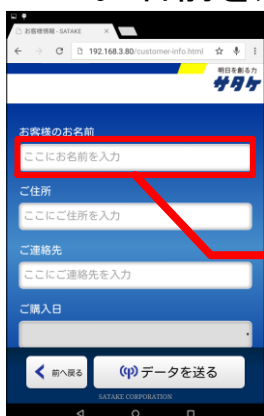 お客様情報 - SATAKE
192.168.3.80/customer-info.html
明日を創る力
サタケ
お客様のお名前
ここにお名前を入力
ご住所
ここにご住所を入力
ご連絡先
ここにご連絡先を入力
ご購入日
前へ戻る
データを送る
SATAKE CORPORATION